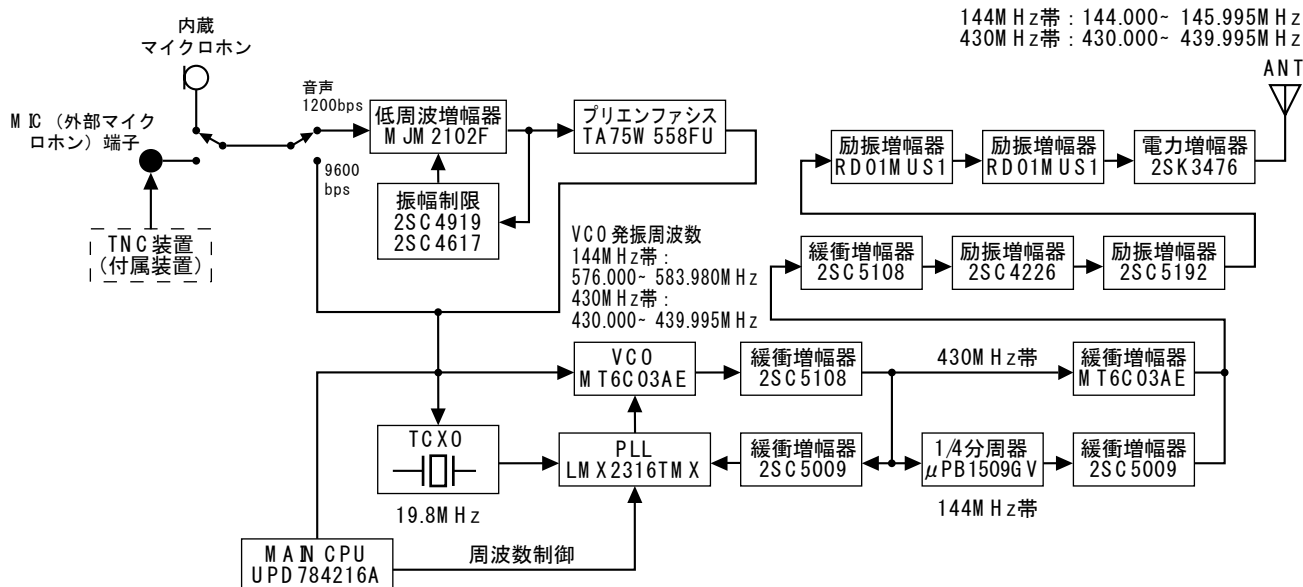 144MHz帯：144.000~ 145.995MHz
430MHz帯：430.000~ 439.995MHz
ANT
内蔵
マイクロホン
音声
1200bps
MIC（外部マイク
ロホン）端子
低周波増幅器
MJM2102F
プリエンファシス
TA75W558FU
励振増幅器
RD01MUS1
励振増幅器
RD01MUS1
電力増幅器
2SK3476
9600
bps
振幅制限
2SC4919
2SC4617
TNC装置
（付属装置）
VCO発振周波数
144MHz帯：
576.000~ 583.980MHz
430MHz帯：
430.000~ 439.995MHz
緩衝増幅器
2SC5108
励振増幅器
2SC4226
励振増幅器
2SC5192
VCO
MT6C03AE
緩衝増幅器
2SC5108
430MHz帯
緩衝増幅器
MT6C03AE
TCXO
19.8MHz
PLL
LMX2316TMX
緩衝増幅器
2SC5009
1/4分周器
μPB1509GV
144MHz帯
緩衝増幅器
2SC5009
MAIN CPU
UPD784216A
周波数制御